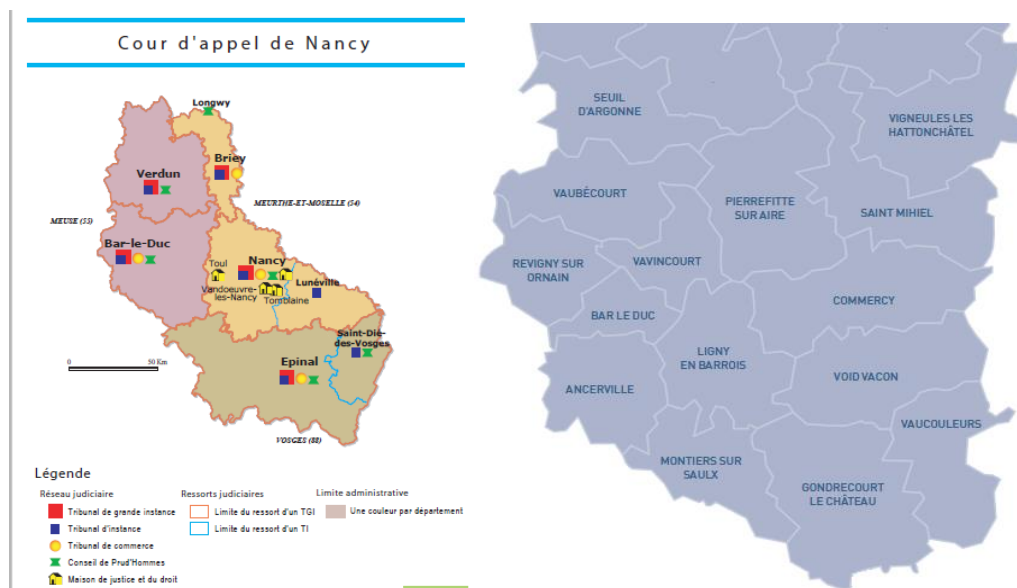 Cour d'appel de Nancy
Longwy
Briey
Verdun
MEURTHE-ET-MOSELLE (54)
MEUSE (55)
Bar-le-Duc
Toul
Nancy
Lunéville
Vandoeuvre-
les-Nancy
Tomblaine
Saint-Dié-
des-Vosges
Epinal
0
50 Km
VOSGES (88)
Légende
Réseau judiciaire
Tribunal de grande instance
Tribunal d'instance
Tribunal de commerce
Conseil de Prud'Hommes
Maison de justice et du droit
Ressorts judiciaires
Limite du ressort d'un TGI
Limite du ressort d'un TI
Limite administrative
Une couleur par département
SEUIL
D'ARGONNE
VIGNEULES LES
HATTONCHÂTEL
VAUBÉCOURT
PIERREFITTE
SUR AIRE
SAINT MIHIEL
REVIGNY SUR
ORNAIN
VAVINCOURT
BAR LE DUC
COMMERCY
LIGNY
EN BARROIS
ANCERVILLE
VOID VACON
VAUCOULEURS
MONTIERS SUR
SAULX
GONDRECOURT
LE CHÂTEAU